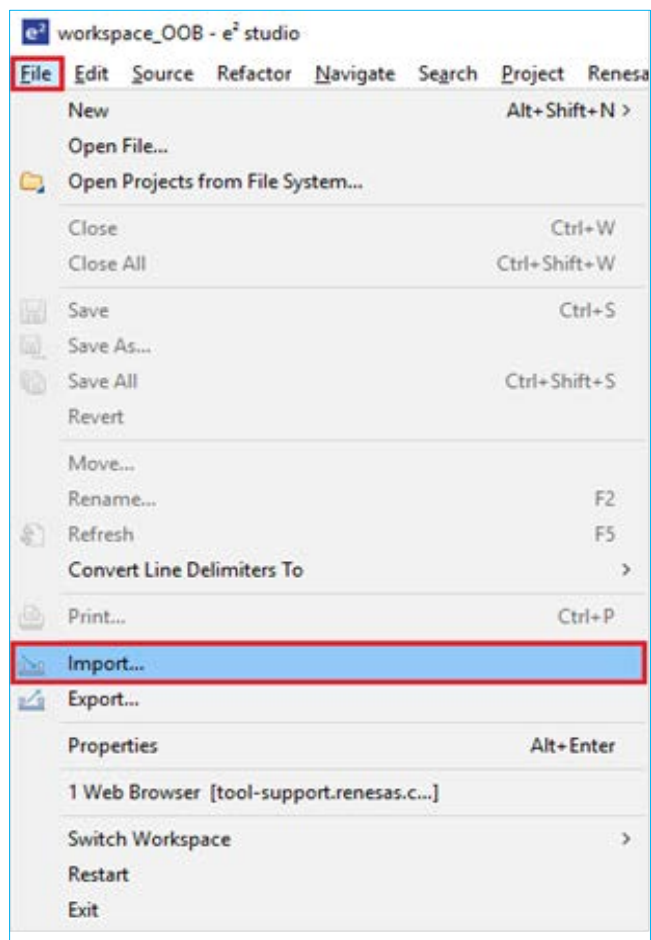 e² workspace_OOB - e² studio
File Edit Source Refactor Navigate Search Project Renesa
New Alt+Shift+N >
Open File...
Open Projects from File System...
Close Ctrl+W
Close All Ctrl+Shift+W
Save Ctrl+S
Save As...
Save All Ctrl+Shift+S
Revert
Move...
Rename... F2
Refresh F5
Convert Line Delimiters To >
Print... Ctrl+P
Import...
Export...
Properties Alt+Enter
1 Web Browser [tool-support.renesas.c...]
Switch Workspace >
Restart
Exit